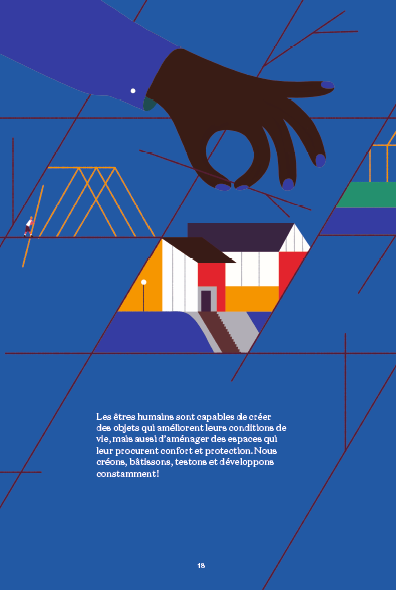 Les êtres humains sont capables de créer
des objets qui améliorent leurs conditions de
vie, mais aussi d'aménager des espaces qui
leur procurent confort et protection. Nous
créons, bâtissons, testons et développons
constamment!
18